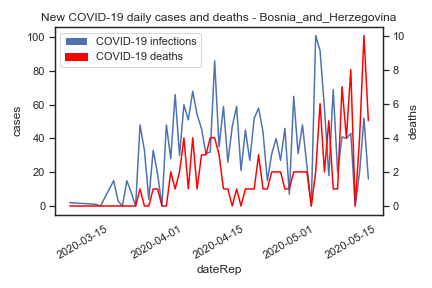 New COVID-19 daily cases and deaths - Bosnia_and_Herzegovina
COVID-19 infections
COVID-19 deaths
cases
100
80
60
40
20
0
deaths
10
8
6
4
2
0
2020-03-15
2020-04-01
2020-04-15
2020-05-01
2020-05-15
dateRep